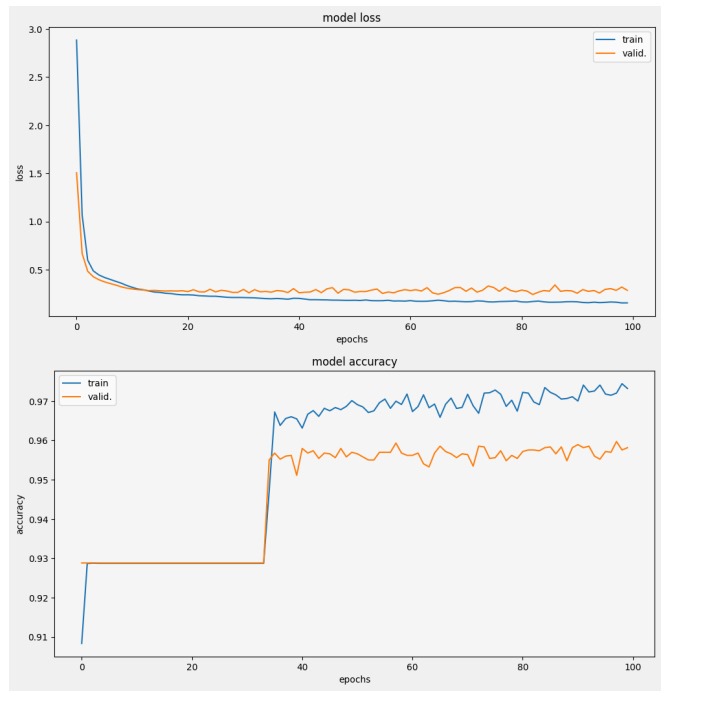 model loss
3.0
2.5
2.0
1.5
1.0
0.5
loss
train
valid.
0 20 40 60 80 100
epochs
model accuracy
0.97
0.96
0.95
0.94
0.93
0.92
0.91
accuracy
train
valid.
0 20 40 60 80 100
epochs